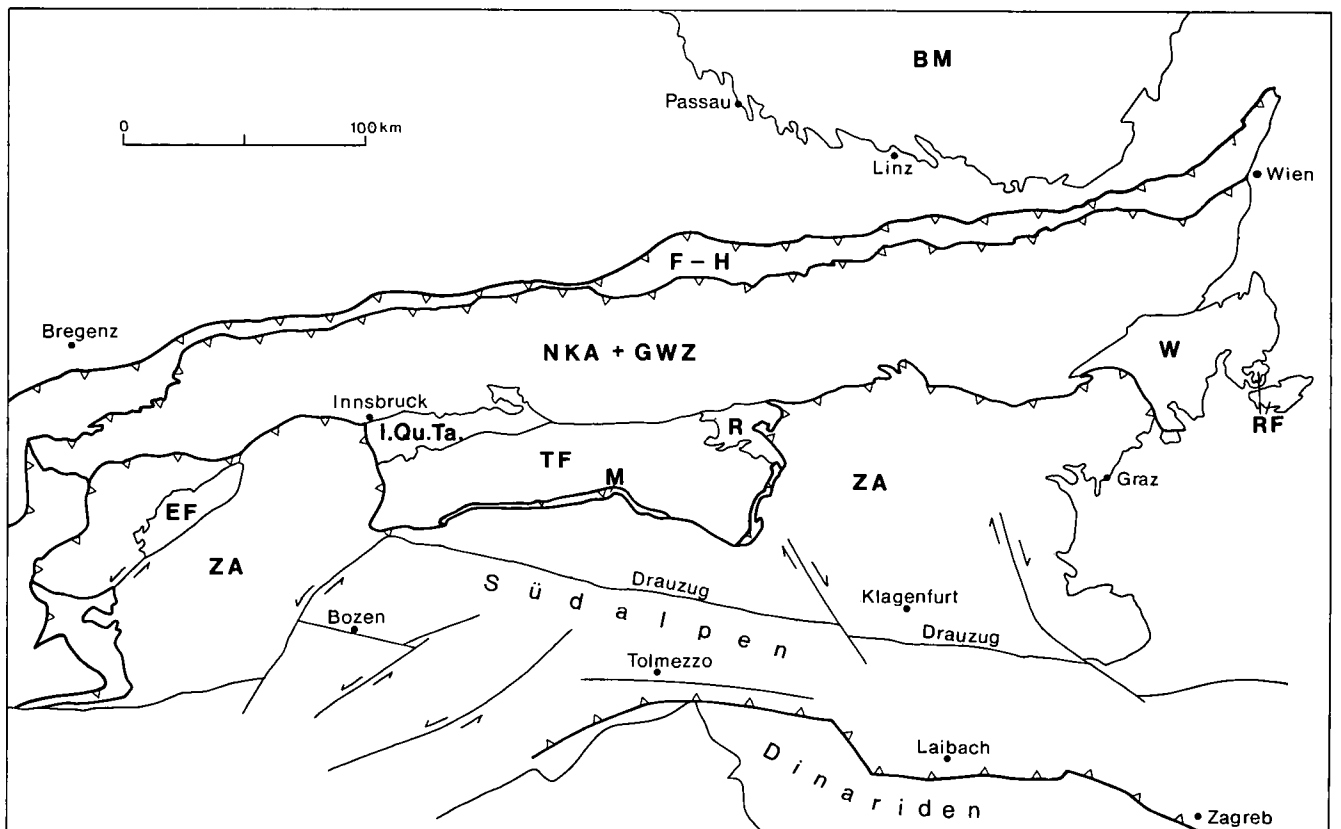 BM
Passau
0 100 km
Linz
Wien
F – H
Bregenz
NKA + GWZ
W
Innsbruck
I.Qu.Ta.
R
RF
TF
M
ZA
Graz
EF
ZA
Drauzug
Südalpen
Klagenfurt
Bozen
Drauzug
Tolmezzo
Laibach
Dinariden
Zagreb